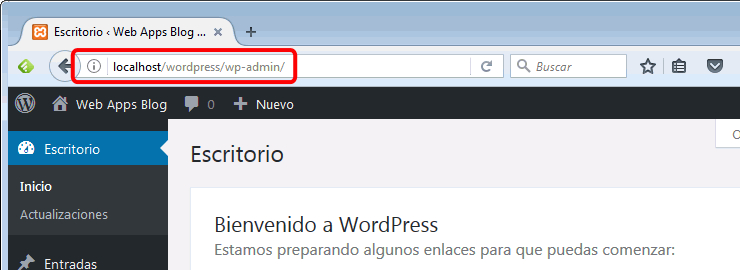 Escritorio ‹ Web Apps Blog ...
localhost/wordpress/wp-admin/
Buscar
Web Apps Blog 0 + Nuevo
Escritorio
Inicio
Actualizaciones
Entradas
Escritorio
Bienvenido a WordPress
Estamos preparando algunos enlaces para que puedas comenzar: